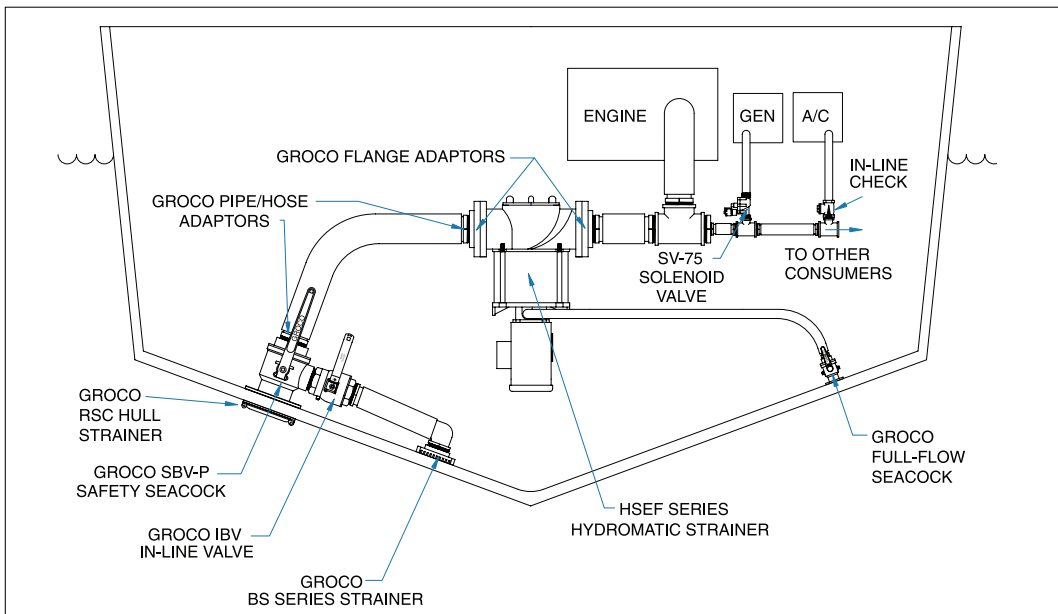 ENGINE
GEN
A/C
GROCO FLANGE ADAPTORS
IN-LINE
CHECK
GROCO PIPE/HOSE
ADAPTORS
SV-75
SOLENOID
VALVE
TO OTHER
CONSUMERS
GROCO
GROCO
RSC HULL
STRAINER
GROCO SBV-P
SAFETY SEACOCK
GROCO IBV
IN-LINE VALVE
GROCO
BS SERIES STRAINER
HSEF SERIES
HYDROMATIC STRAINER
GROCO
FULL-FLOW
SEACOCK